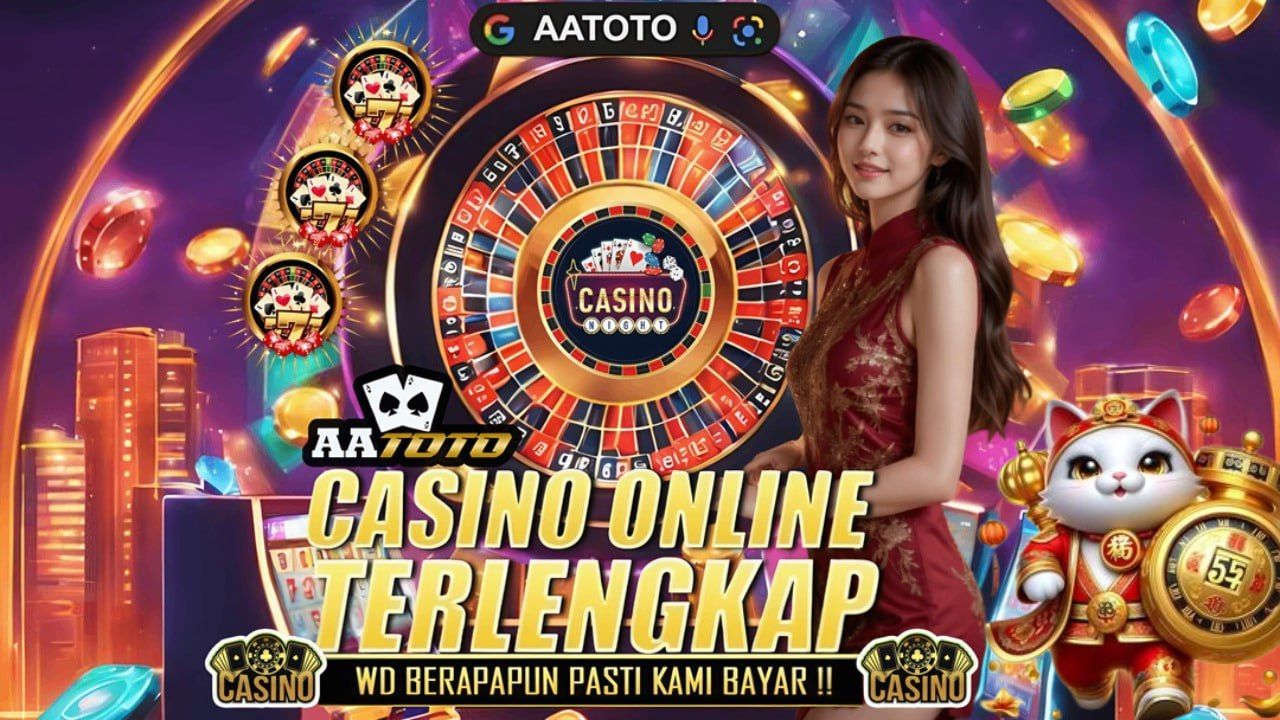 AATOTO
CASINO
NIGHT
AATOTO
CASINO ONLINE
TERLENGKAP
CASINO
WD BERAPAPUN PASTI KAMI BAYAR !!
CASINO